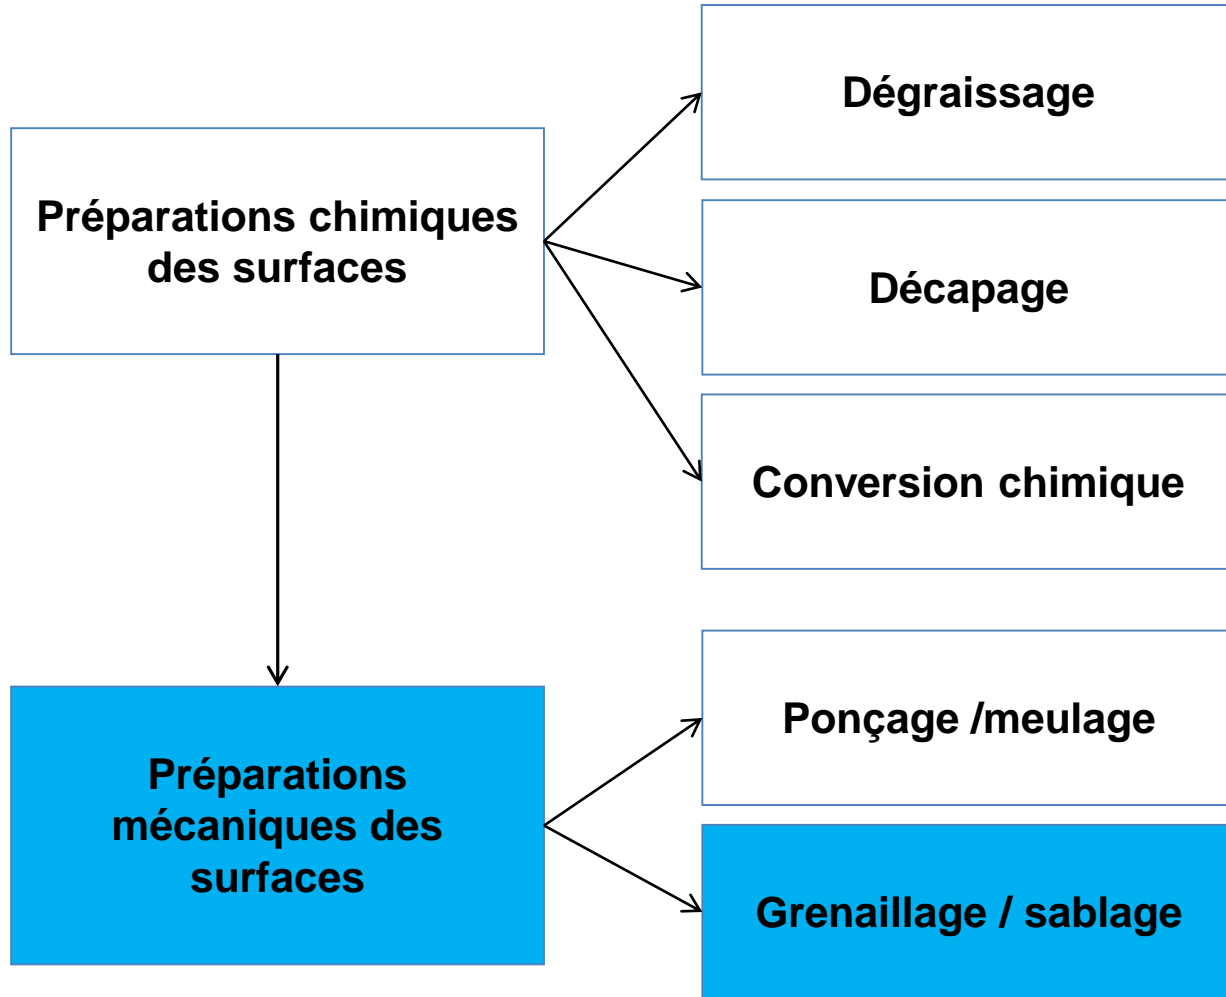 Préparations chimiques
des surfaces
Dégraissage
Décapage
Conversion chimique
Préparations
mécaniques des
surfaces
Ponçage /meulage
Grenaillage / sablage